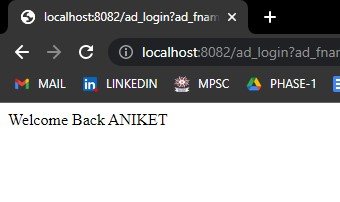 localhost:8082/ad_login?ad_fnam
localhost:8082/ad_login?ad_fnam
MAIL LINKEDIN MPSC PHASE-1
Welcome Back ANIKET